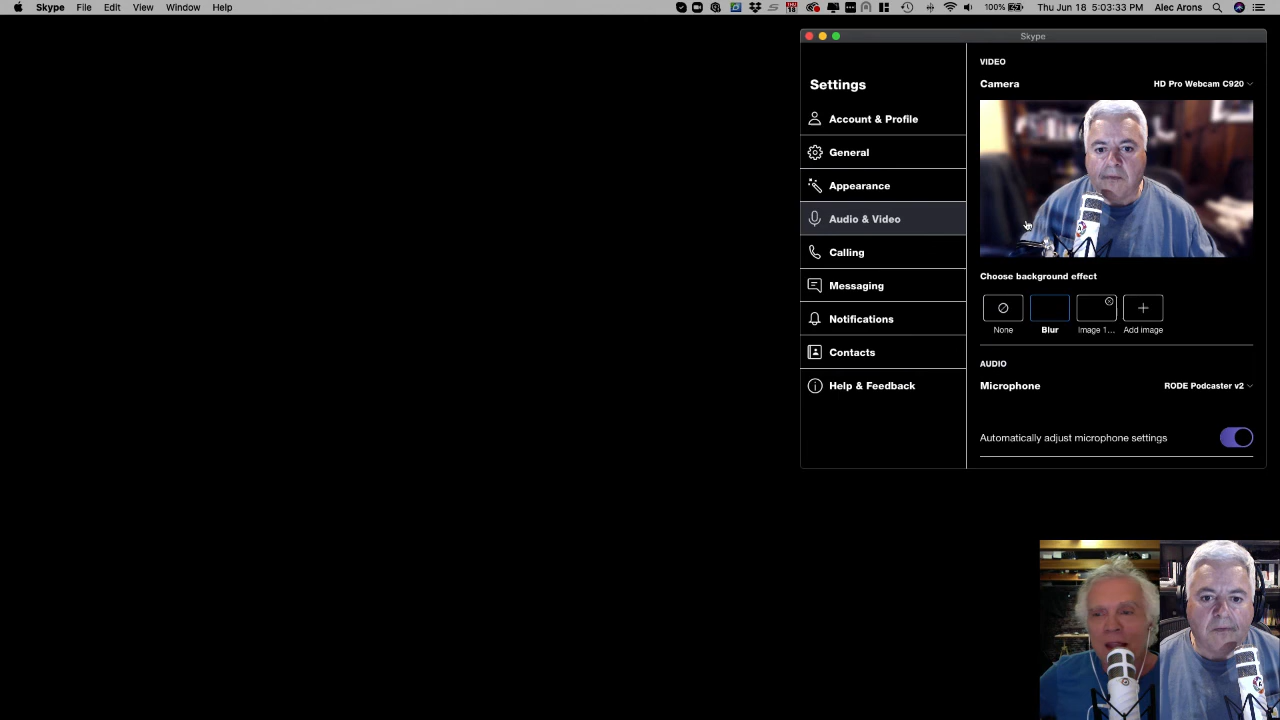 Skype File Edit View Window Help
THU 18
100%
Thu Jun 18 5:03:33 PM
Alec Arons
Skype
Settings
Account & Profile
General
Appearance
Audio & Video
Calling
Messaging
Notifications
Contacts
Help & Feedback
VIDEO
Camera
HD Pro Webcam C920
Choose background effect
None
Blur
Image 1...
Add image
AUDIO
Microphone
RODE Podcaster v2
Automatically adjust microphone settings